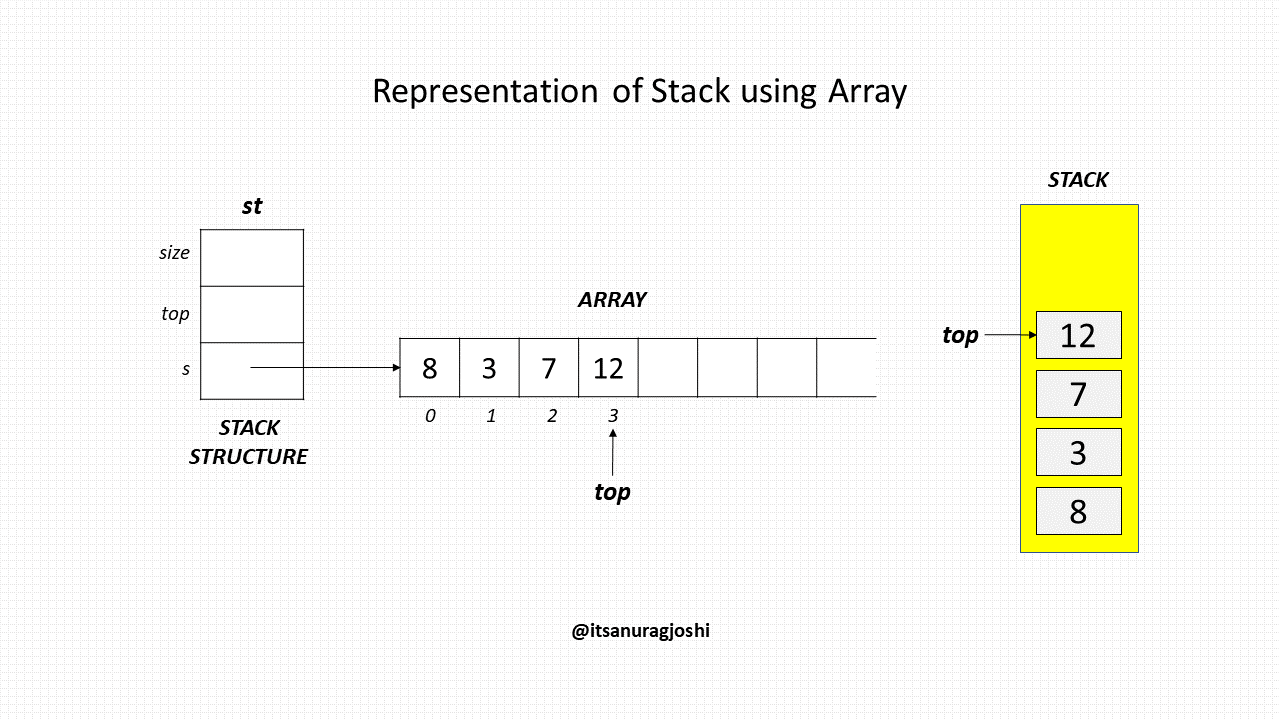 Representation of Stack using Array
st
size
top
s
STACK
STRUCTURE
ARRAY
8 3 7 12
0 1 2 3
top
STACK
top
12
7
3
8
@itsanuragjoshi